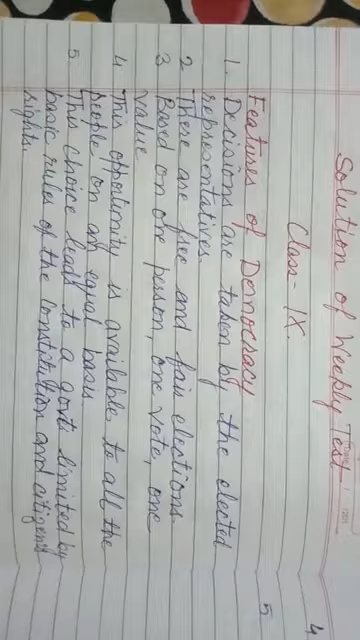 Solution of Weekly Test
4
Class - IX.
5
Features of Democracy
1. Decisions are taken by the elected
representatives.
2 There are free and fair elections.
3 Based on one person, one vote, one
value
4 This opportunity is available to all the
people on an equal basis
5 This choice leads to a govt limited by
basic rules of the constitution and citizen's
rights.